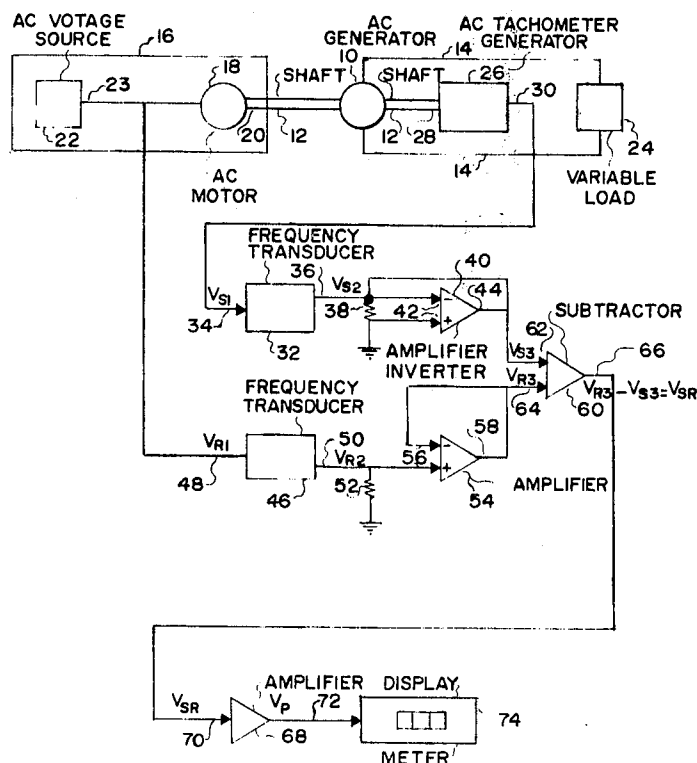 AC VOTAGE
SOURCE
16
23
18
22
20
AC
MOTOR
SHAFT
12
AC
GENERATOR
10
14
SHAFT
12
28
AC TACHOMETER
GENERATOR
26
30
14
24
VARIABLE
LOAD
FREQUENCY
TRANSDUCER
VS1
34
32
36
VS2
38
42
-
+
40
44
AMPLIFIER
INVERTER
VS3
62
SUBTRACTOR
66
VR3
64
60
VR3-VS3=VSR
FREQUENCY
TRANSDUCER
VR1
48
46
50
VR2
52
56
-
+
58
54
AMPLIFIER
AMPLIFIER
VSR
70
68
VP
72
DISPLAY
74
METER